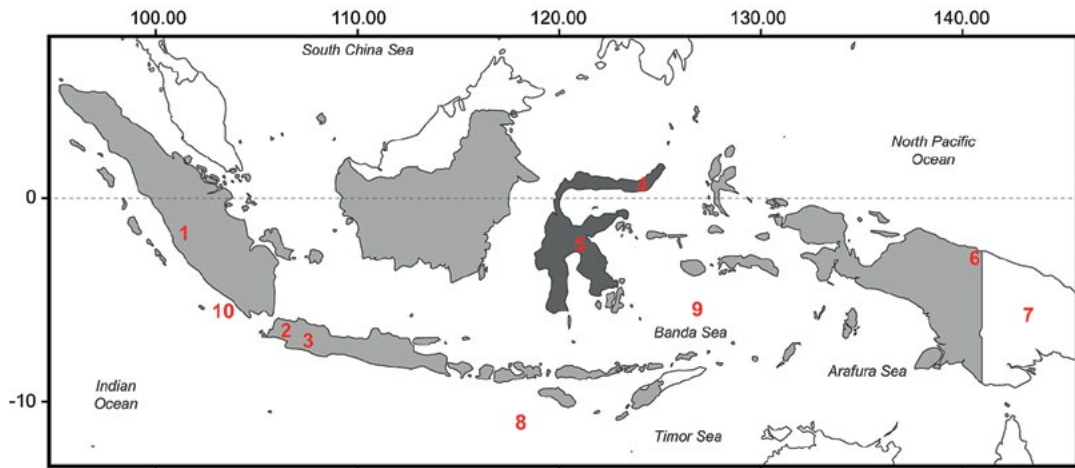 100.00 110.00 120.00 130.00 140.00
South China Sea
North Pacific
Ocean
4
0
1
5
6
10
9
7
2
Banda Sea
3
Arafura Sea
Indian
Ocean
-10
8
Timor Sea